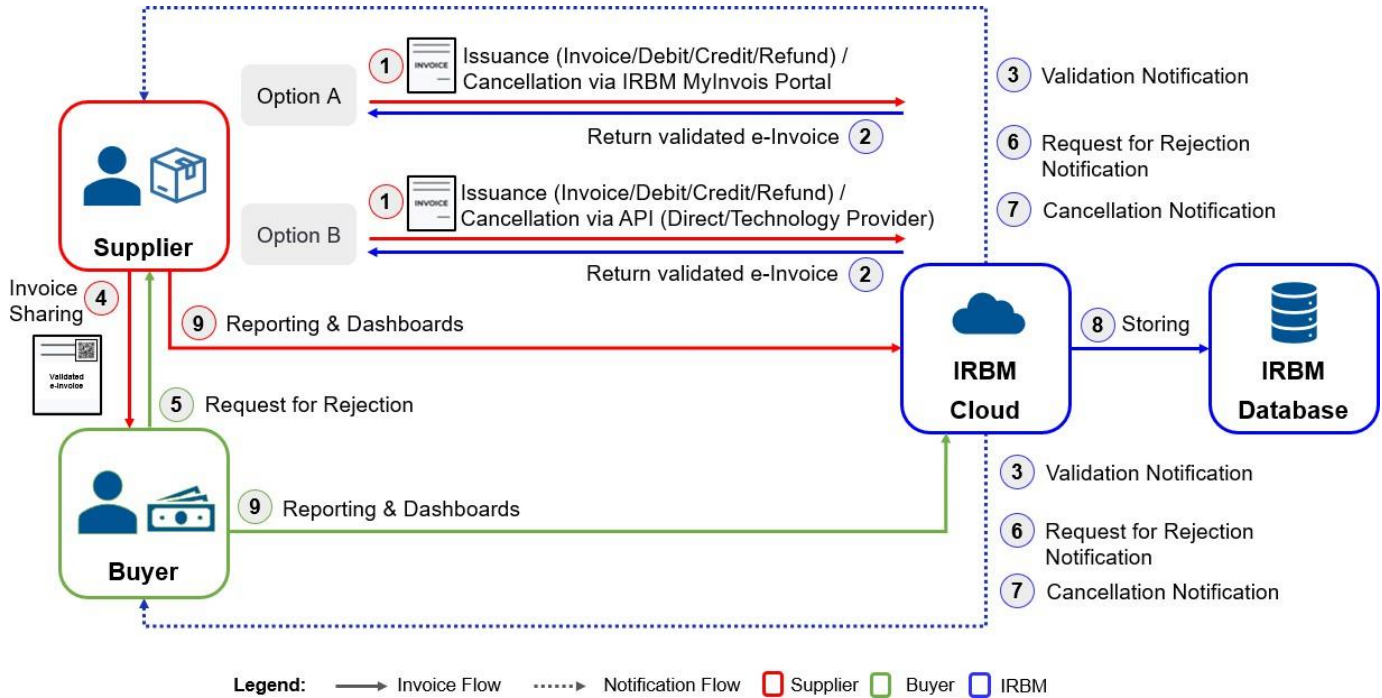 1
INVOICE
Issuance (Invoice/Debit/Credit/Refund) /
Cancellation via IRBM MyInvois Portal
Option A
Return validated e-Invoice 2
3 Validation Notification
6 Request for Rejection
Notification
7 Cancellation Notification
1
INVOICE
Issuance (Invoice/Debit/Credit/Refund) /
Cancellation via API (Direct/Technology Provider)
Option B
Return validated e-Invoice 2
Supplier
Invoice
Sharing
4
Validated
e-Invoice
9 Reporting & Dashboards
5 Request for Rejection
IRBM
Cloud
8 Storing
IRBM
Database
Buyer
9 Reporting & Dashboards
3 Validation Notification
6 Request for Rejection
Notification
7 Cancellation Notification
Legend: Invoice Flow Notification Flow Supplier Buyer IRBM